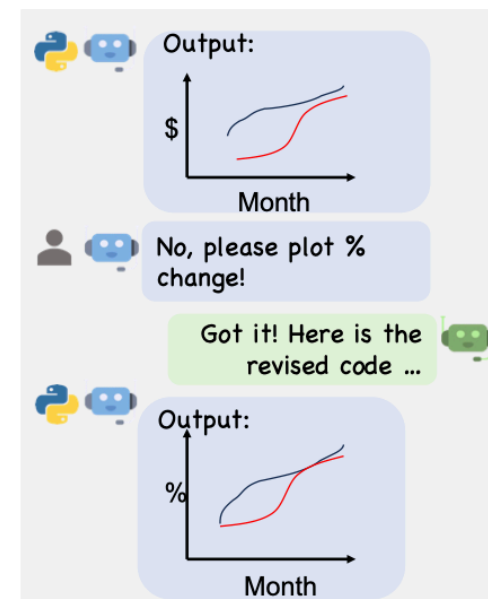 Output:
$
Month
No, please plot %
change!
Got it! Here is the
revised code ...
Output:
%
Month